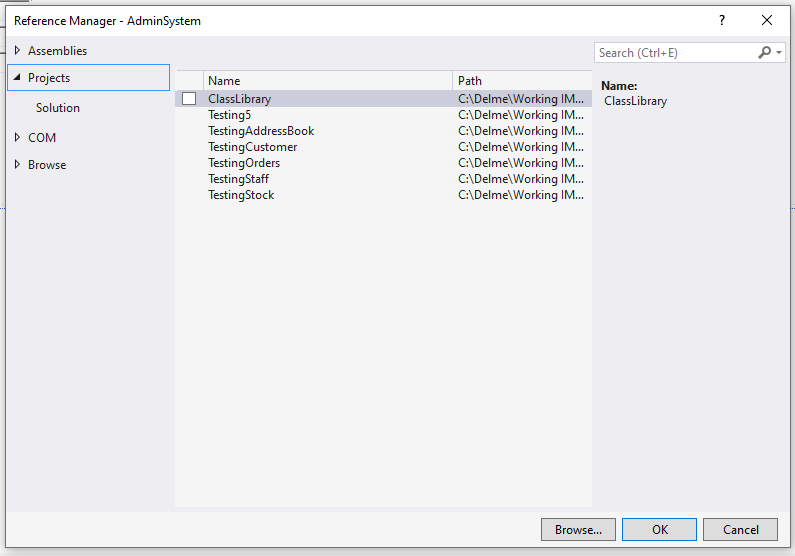 Reference Manager - AdminSystem ?
Assemblies
Projects
Solution
COM
Browse
Search (Ctrl+E)
Name Path
ClassLibrary C:\Delme\Working IM...
Testing5 C:\Delme\Working IM...
TestingAddressBook C:\Delme\Working IM...
TestingCustomer C:\Delme\Working IM...
TestingOrders C:\Delme\Working IM...
TestingStaff C:\Delme\Working IM...
TestingStock C:\Delme\Working IM...
Name:
ClassLibrary
Browse... OK Cancel